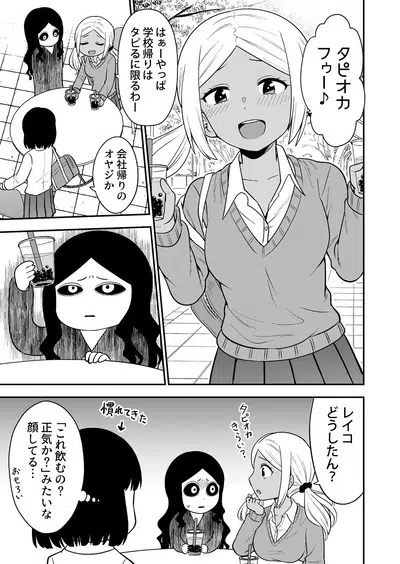 タピオカ
フゥー♪
はぁーやっぱ
学校帰りは
タピるに限るわー
会社帰りの
オヤジか
レイコ
どうしたん？
タピオカ
きらい？
慣れてきた
「これ飲むの？
正気か？」みたいな
顔してる…
おもろい